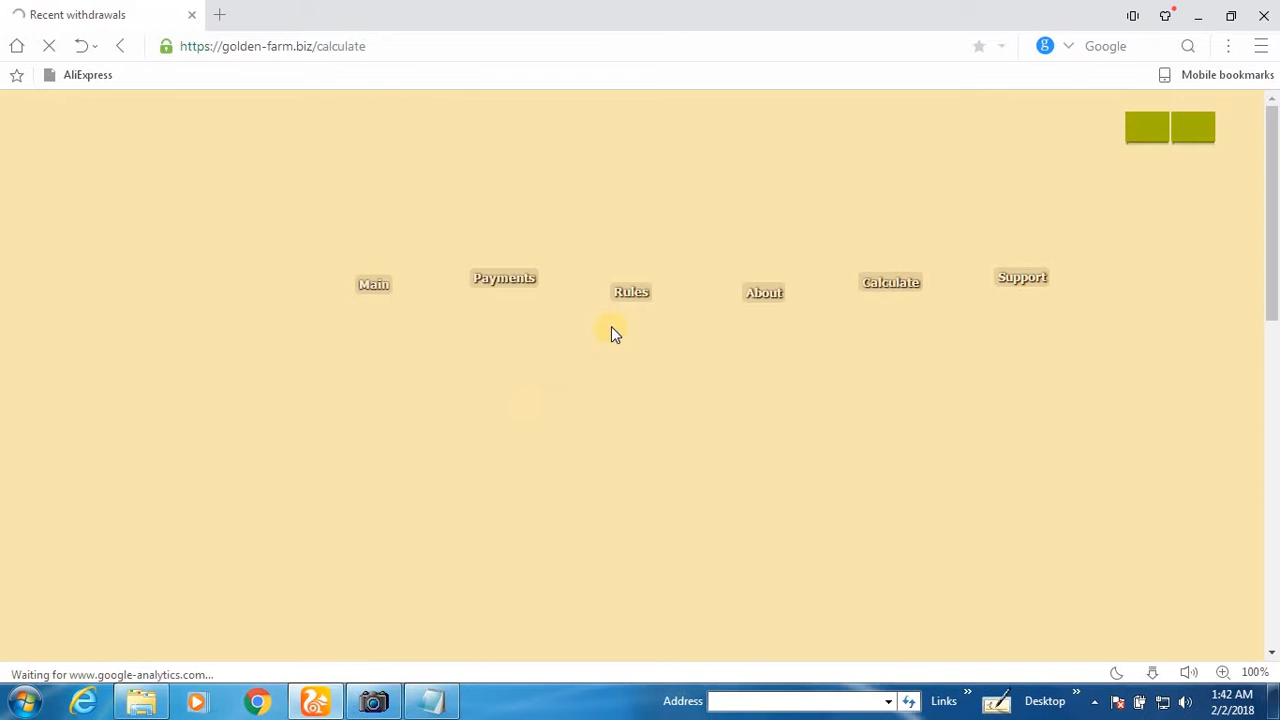 Recent withdrawals
https://golden-farm.biz/calculate
g
Google
AliExpress
Mobile bookmarks
Main
Payments
Rules
About
Calculate
Support
Waiting for www.google-analytics.com...
100%
Address
Links
»
Desktop
»
1:42 AM
2/2/2018